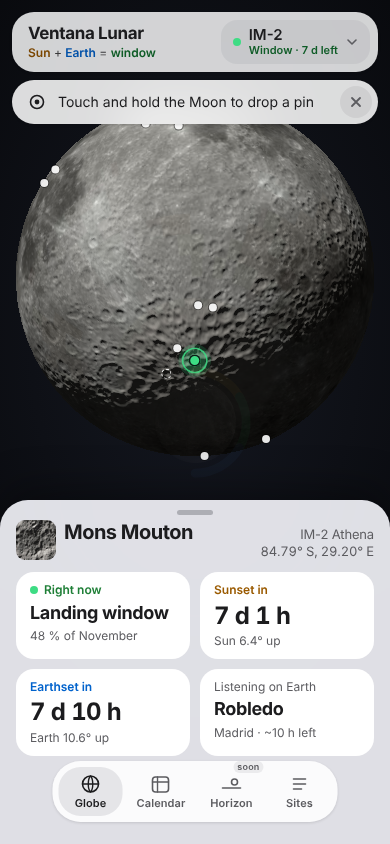 Ventana Lunar
Sun + Earth = window
IM-2
Window · 7 d left
Touch and hold the Moon to drop a pin
Mons Mouton
IM-2 Athena
84.79° S, 29.20° E
Right now
Landing window
48 % of November
Sunset in
7 d 1 h
Sun 6.4° up
Earthset in
7 d 10 h
Earth 10.6° up
Listening on Earth
Robledo
Madrid · ~10 h left
Globe
Calendar
soon
Horizon
Sites